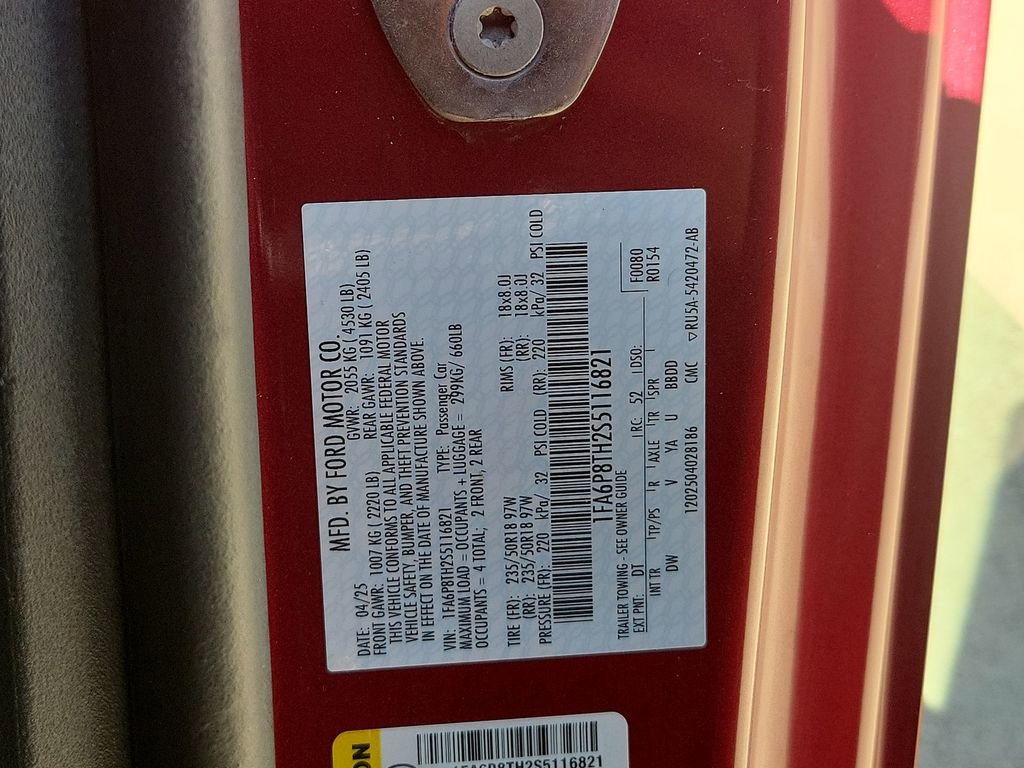 MFD. BY FORD MOTOR CO.
DATE: 04/25 GVWR: 2055 KG ( 4530 LB)
FRONT GAWR: 1007 KG ( 2220 LB) REAR GAWR: 1091 KG ( 2405 LB)
THIS VEHICLE CONFORMS TO ALL APPLICABLE FEDERAL MOTOR
VEHICLE SAFETY, BUMPER, AND THEFT PREVENTION STANDARDS
IN EFFECT ON THE DATE OF MANUFACTURE SHOWN ABOVE.
VIN: 1FA6P8TH2S5116821 TYPE: Passenger Car
MAXIMUM LOAD = OCCUPANTS + LUGGAGE = 299KG/ 660LB
OCCUPANTS = 4 TOTAL; 2 FRONT, 2 REAR
TIRE (FR): 235/50R18 97W RIMS (FR): 18x8.0J
(RR): 235/50R18 97W (RR): 18x8.0J
PRESSURE (FR): 220 kPa/ 32 PSI COLD (RR): 220 kPa/ 32 PSI COLD
1FA6P8TH2S5116821
TRAILER TOWING - SEE OWNER GUIDE F0080
EXT PNT: DT RC: 52 DSO: R0154
INT TR TP/PS R AXLE TR SPR
DW V YA U BBDD
120250402818​6 CMC RU5A-5420472-AB
ON
1FA6P8TH2S5116821